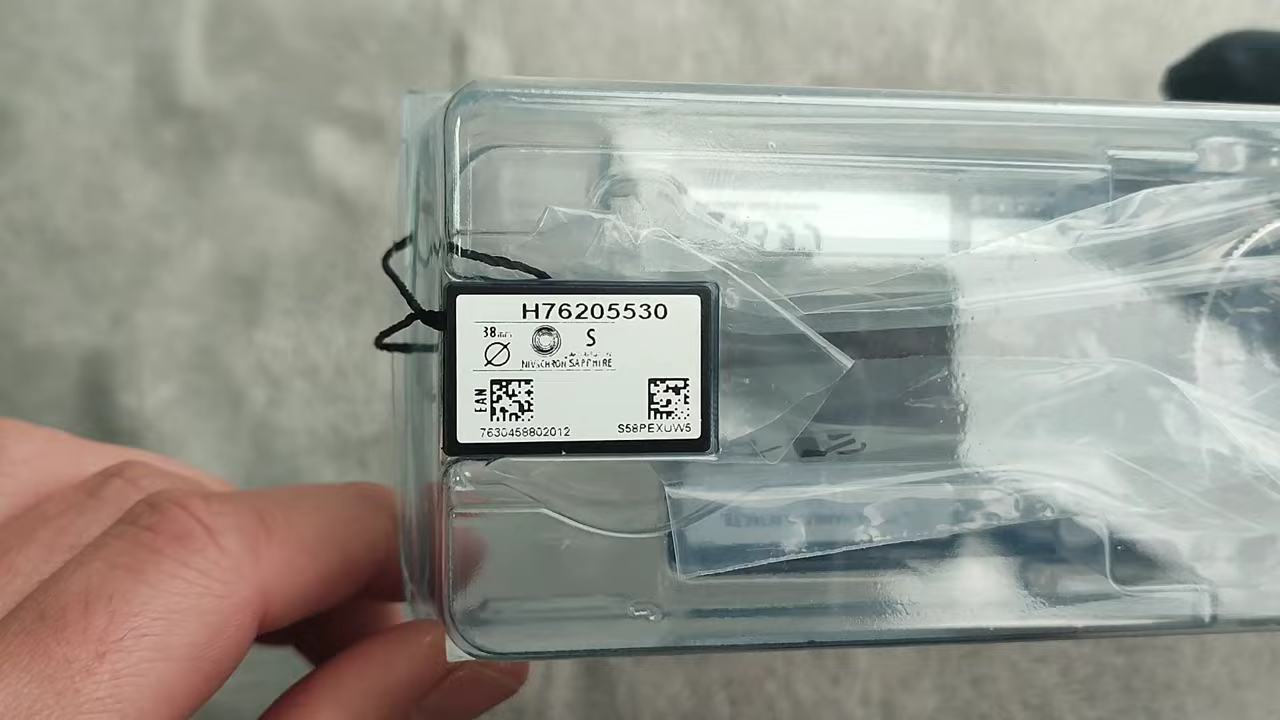 H76205530
38mm S
Ø NIVACHRON SAPPHIRE
EAN
7630458802012 S58PEXUW5